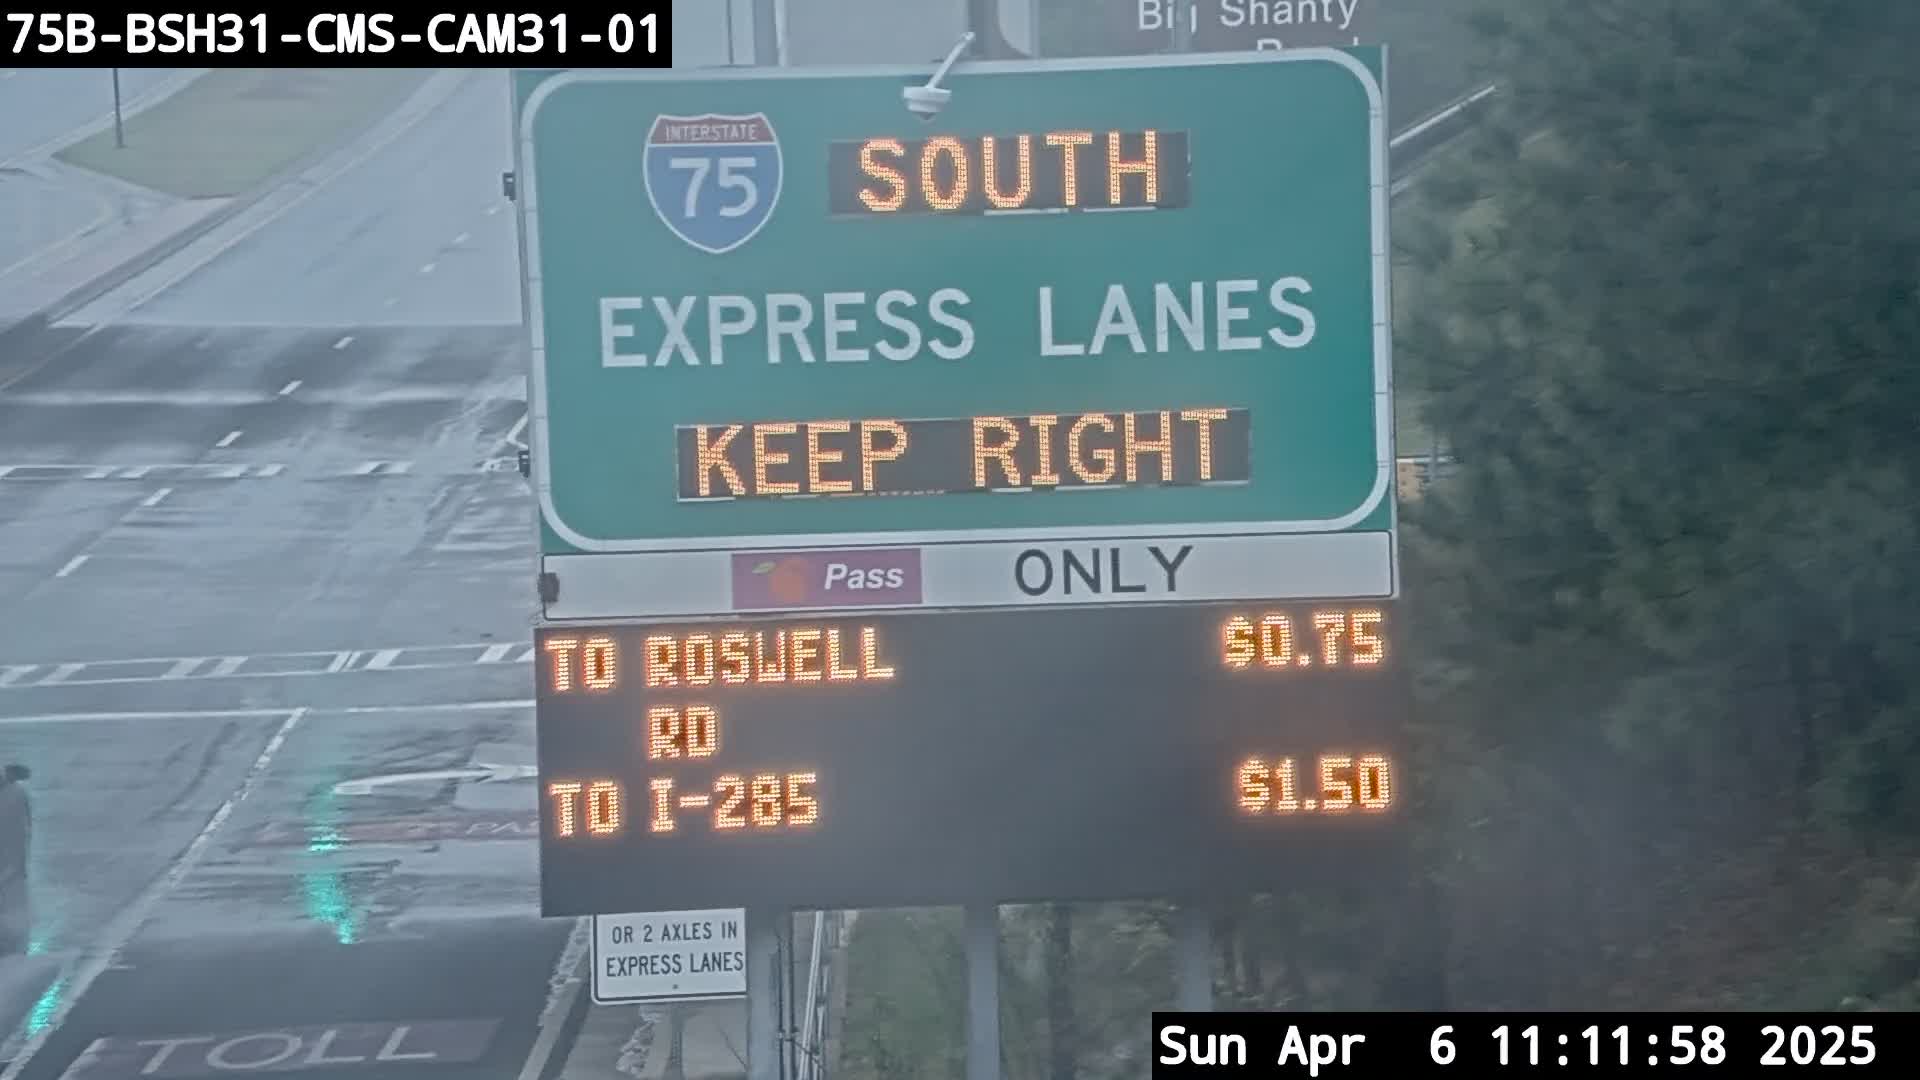 75B-BSH31-CMS-CAM31-01
Big Shanty
INTERSTATE
75
SOUTH
EXPRESS LANES
KEEP RIGHT
Pass ONLY
TO ROSWELL $0.75
RD
TO I-285 $1.50
OR 2 AXLES IN
EXPRESS LANES
TOLL
Sun Apr 6 11:11:58 2025